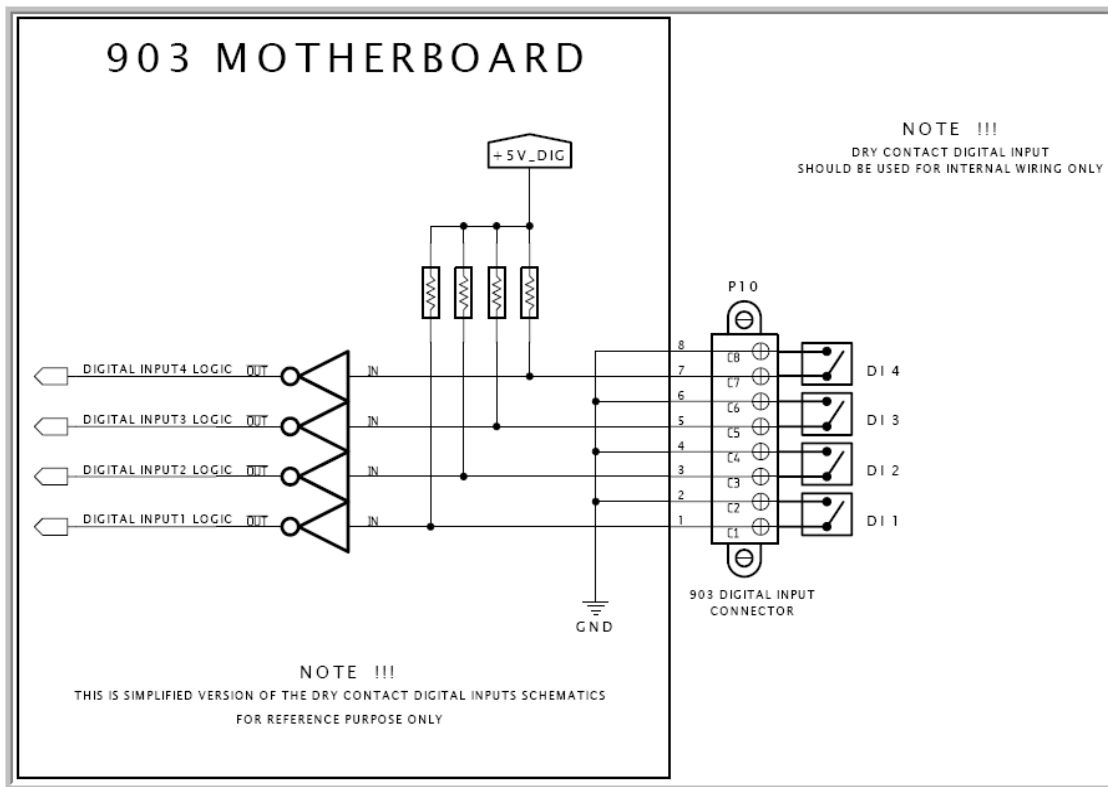 903 MOTHERBOARD
+5V_DIG
NOTE !!!
DRY CONTACT DIGITAL INPUT
SHOULD BE USED FOR INTERNAL WIRING ONLY
P10
DIGITAL INPUT4 LOGIC OUT IN 8 C8
7 C7 DI 4
DIGITAL INPUT3 LOGIC OUT IN 6 C6
5 C5 DI 3
DIGITAL INPUT2 LOGIC OUT IN 4 C4
3 C3 DI 2
DIGITAL INPUT1 LOGIC OUT IN 2 C2
1 C1 DI 1
903 DIGITAL INPUT
CONNECTOR
GND
NOTE !!!
THIS IS SIMPLIFIED VERSION OF THE DRY CONTACT DIGITAL INPUTS SCHEMATICS
FOR REFERENCE PURPOSE ONLY